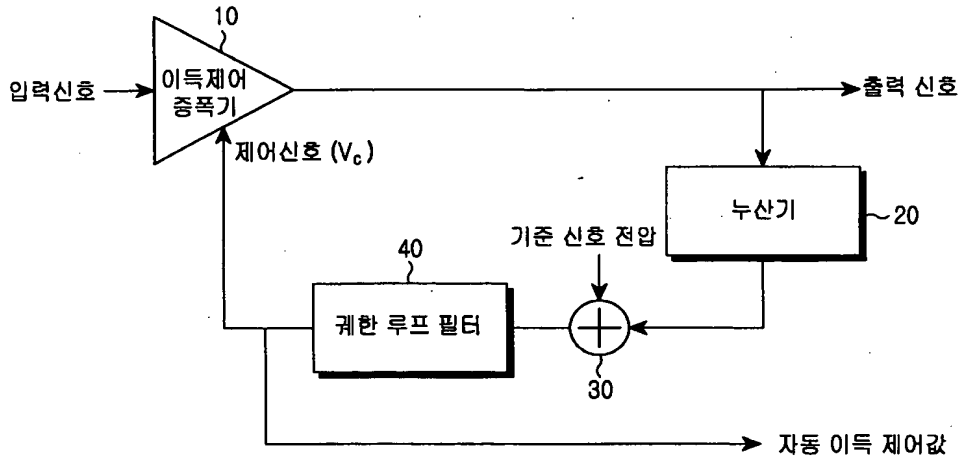 10
이득제어
증폭기
입력신호
출력 신호
제어신호 (Vc)
누산기
20
기준 신호 전압
40
궤한 루프 필터
30
자동 이득 제어값